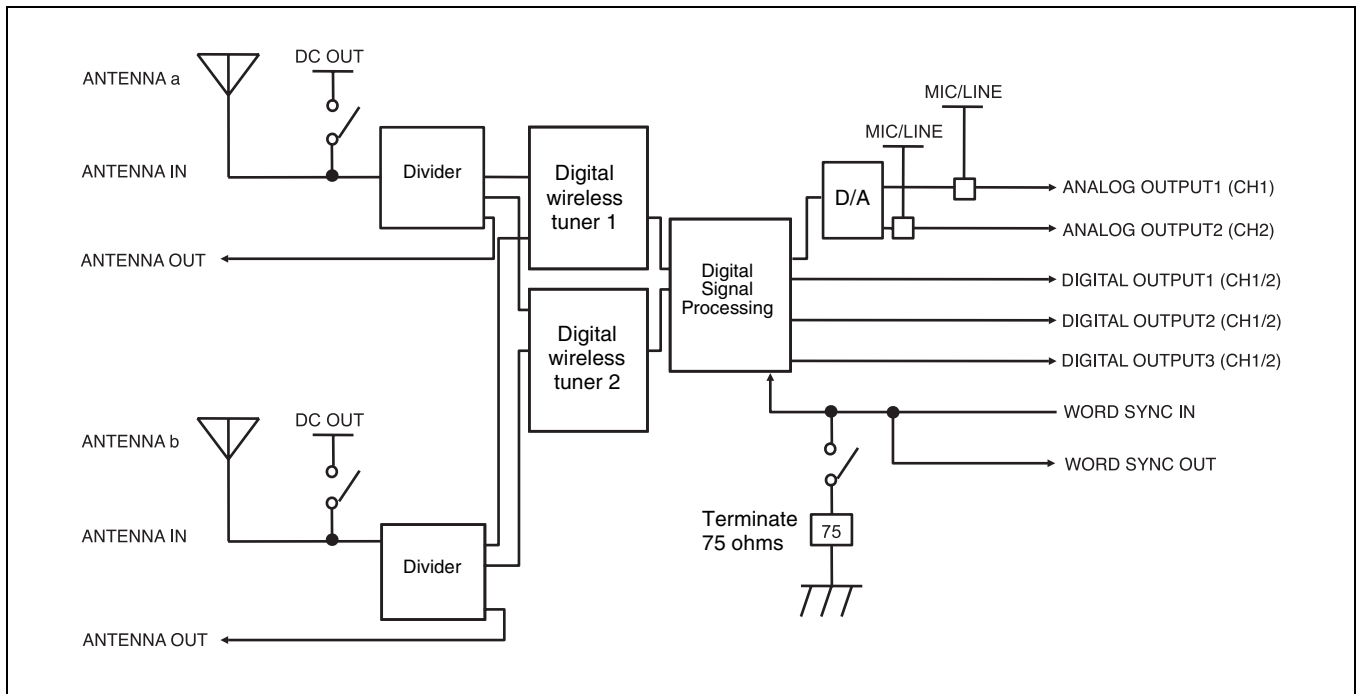 ANTENNA a
DC OUT
ANTENNA IN
Divider
ANTENNA OUT
Digital
wireless
tuner 1
Digital
wireless
tuner 2
Digital
Signal
Processing
D/A
MIC/LINE
MIC/LINE
ANALOG OUTPUT1 (CH1)
ANALOG OUTPUT2 (CH2)
DIGITAL OUTPUT1 (CH1/2)
DIGITAL OUTPUT2 (CH1/2)
DIGITAL OUTPUT3 (CH1/2)
WORD SYNC IN
WORD SYNC OUT
Terminate
75 ohms
75
ANTENNA b
DC OUT
ANTENNA IN
Divider
ANTENNA OUT